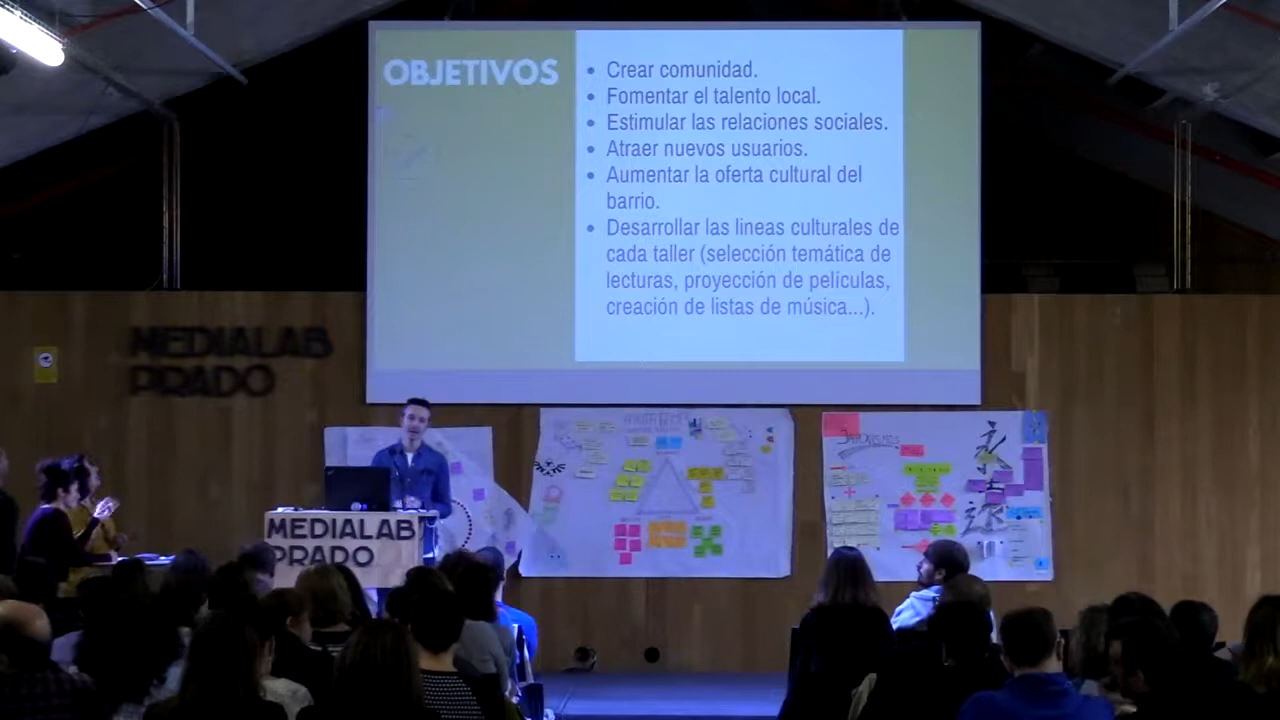 OBJETIVOS
• Crear comunidad.
• Fomentar el talento local.
• Estimular las relaciones sociales.
• Atraer nuevos usuarios.
• Aumentar la oferta cultural del
barrio.
• Desarrollar las lineas culturales de
cada taller (selección temática de
lecturas, proyección de películas,
creación de listas de música...).
MEDIALAB
PRADO
MEDIALAB
PRADO